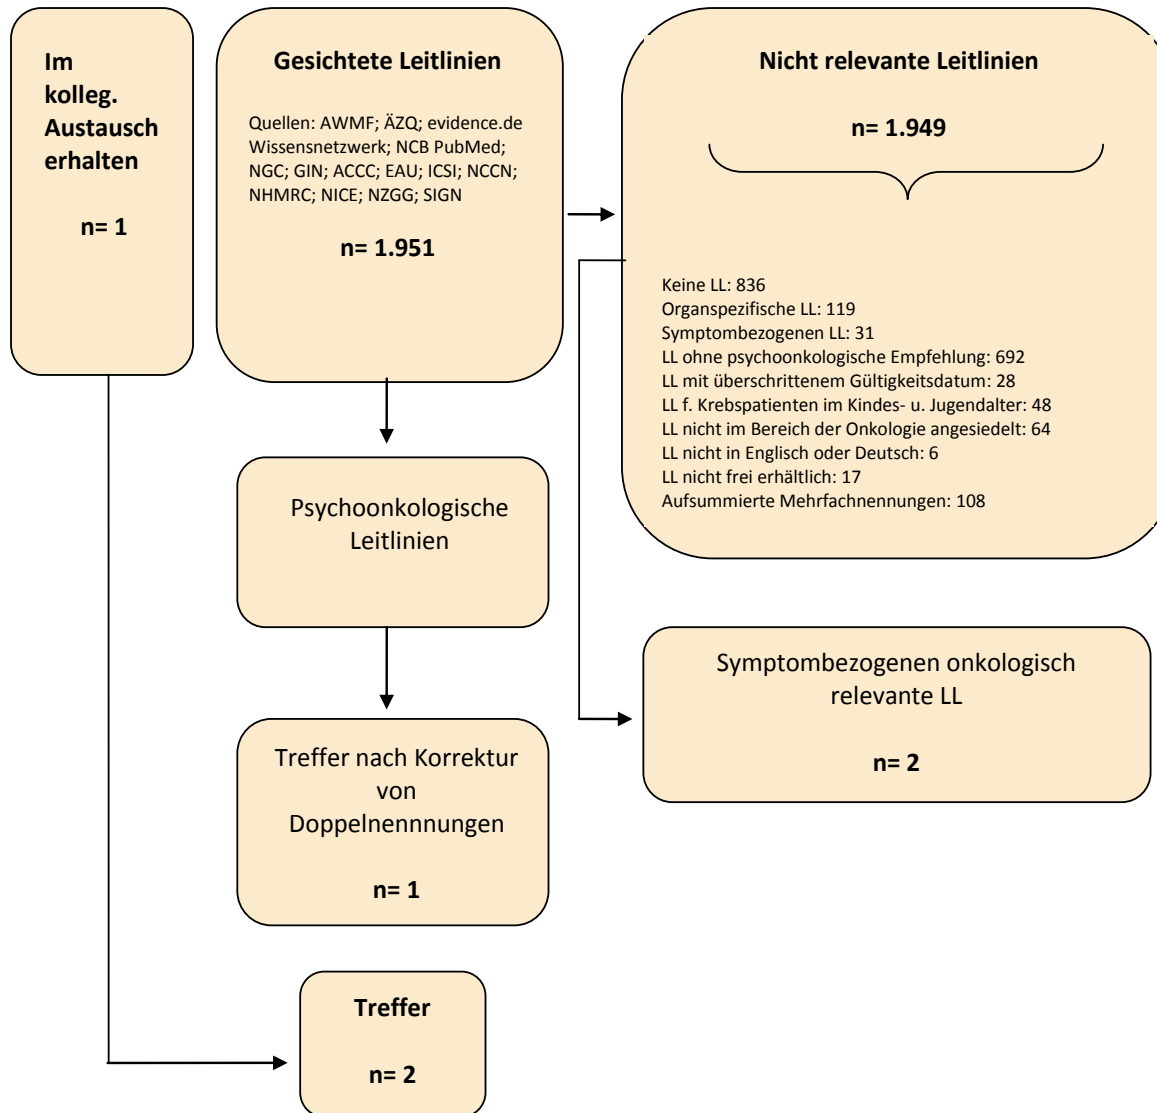 Im
kolleg.
Austausch
erhalten
n= 1
Gesichtete Leitlinien
Quellen: AWMF; ÄZQ; evidence.de
Wissensnetzwerk; NCB PubMed;
NGC; GIN; ACCC; EAU; ICSI; NCCN;
NHMRC; NICE; NZGG; SIGN
n= 1.951
Nicht relevante Leitlinien
n= 1.949
Keine LL: 836
Organspezifische LL: 119
Symptombezogenen LL: 31
LL ohne psychoonkologische Empfehlung: 692
LL mit überschrittenem Gültigkeitsdatum: 28
LL f. Krebspatienten im Kindes- u. Jugendalter: 48
LL nicht im Bereich der Onkologie angesiedelt: 64
LL nicht in Englisch oder Deutsch: 6
LL nicht frei erhältlich: 17
Aufsummierte Mehrfachnennungen: 108
Psychoonkologische
Leitlinien
Symptombezogenen onkologisch
relevante LL
n= 2
Treffer nach Korrektur
von
Doppelnennnungen
n= 1
Treffer
n= 2